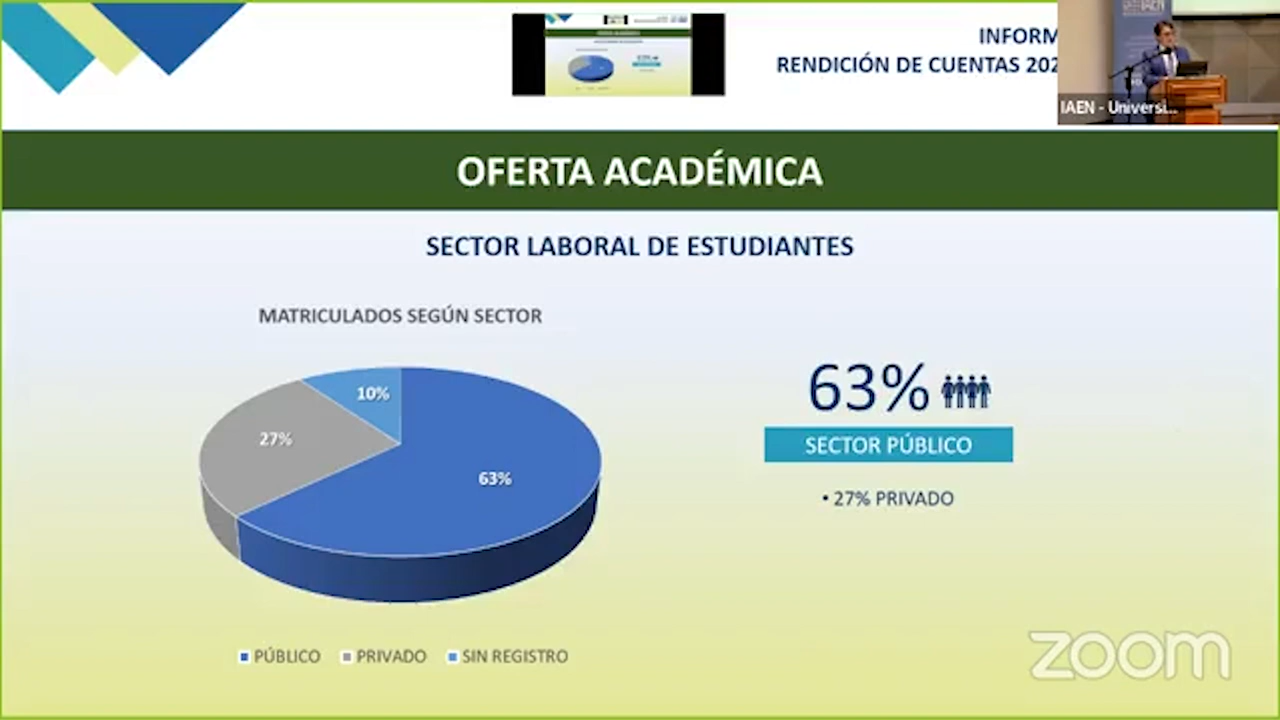 INFORM
RENDICIÓN DE CUENTAS 202
IAEN
IAEN - Universi...
OFERTA ACADÉMICA
SECTOR LABORAL DE ESTUDIANTES
MATRICULADOS SEGÚN SECTOR
10%
27%
63%
PÚBLICO PRIVADO SIN REGISTRO
63%
SECTOR PÚBLICO
• 27% PRIVADO
zoom